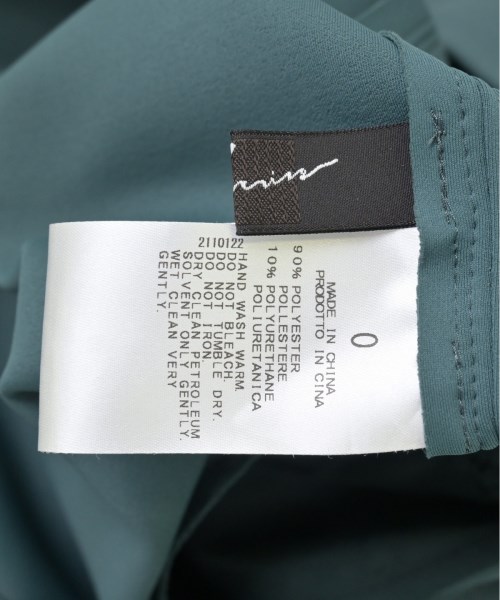 0
MADE IN CHINA
PRODOTTO IN CINA
90% POLYESTER
POLIESTERE
10% POLYURETHANE
POLIURETANICA
HAND WASH WARM.
DO NOT BLEACH.
DO NOT TUMBLE DRY.
DO NOT IRON.
DRY CLEAN PETROLEUM
SOLVENT ONLY GENTLY.
WET CLEAN VERY
GENTLY.
2110122